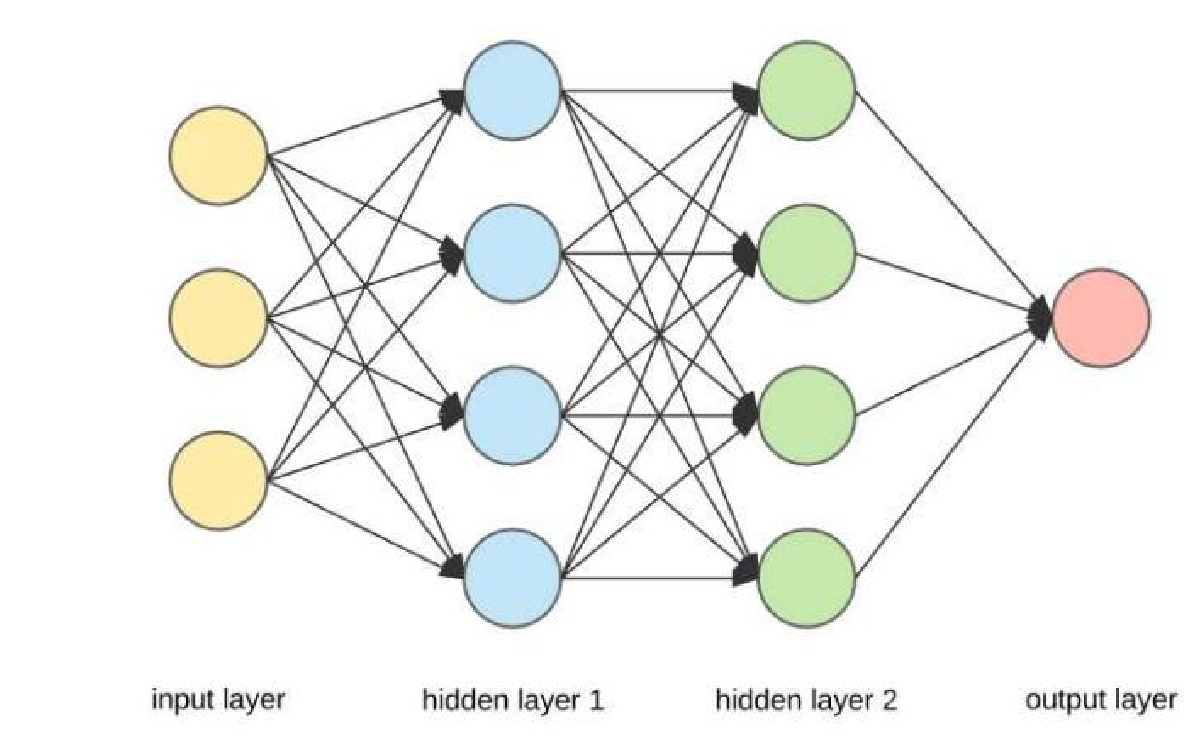 input layer
hidden layer 1
hidden layer 2
output layer